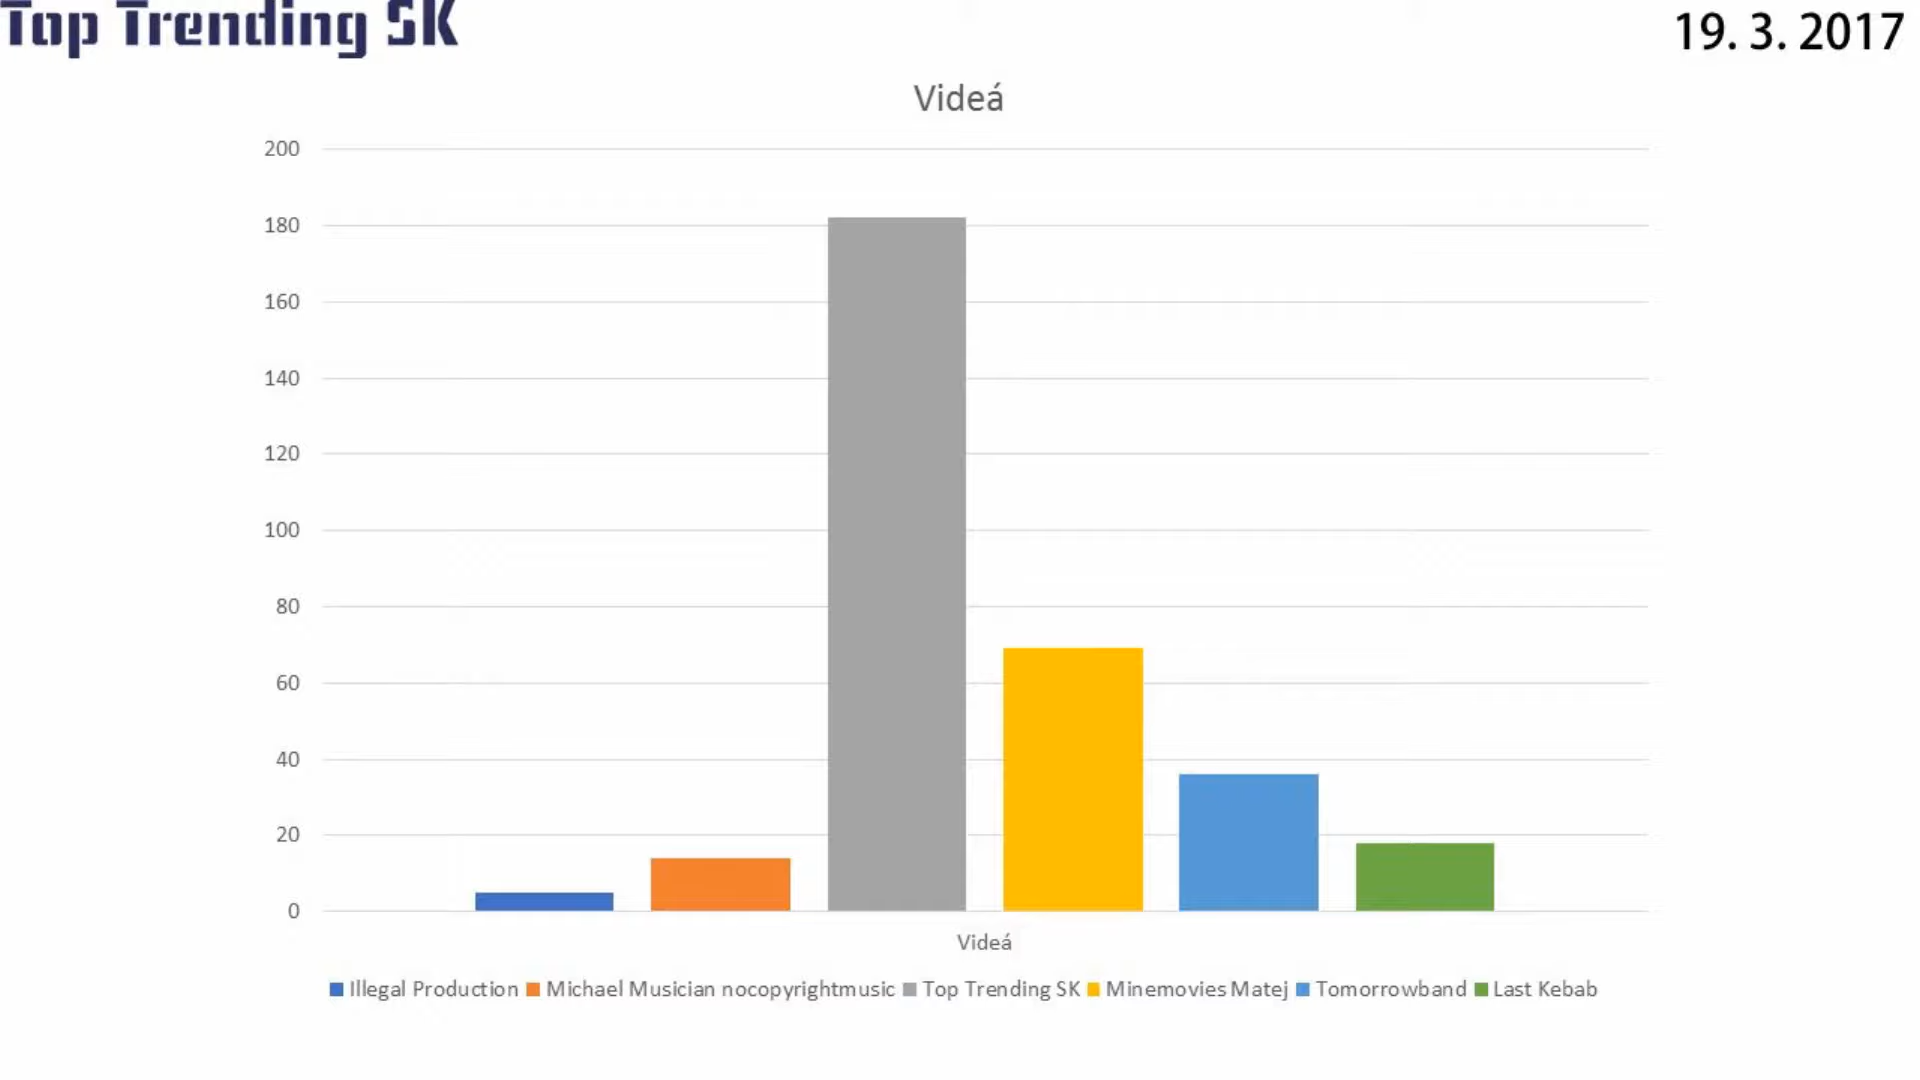 Top Trending SK
19. 3. 2017
Videá
200
180
160
140
120
100
80
60
40
20
0
Videá
Illegal Production Michael Musician nocopyrightmusic Top Trending SK Minemovies Matej Tomorrowband Last Kebab